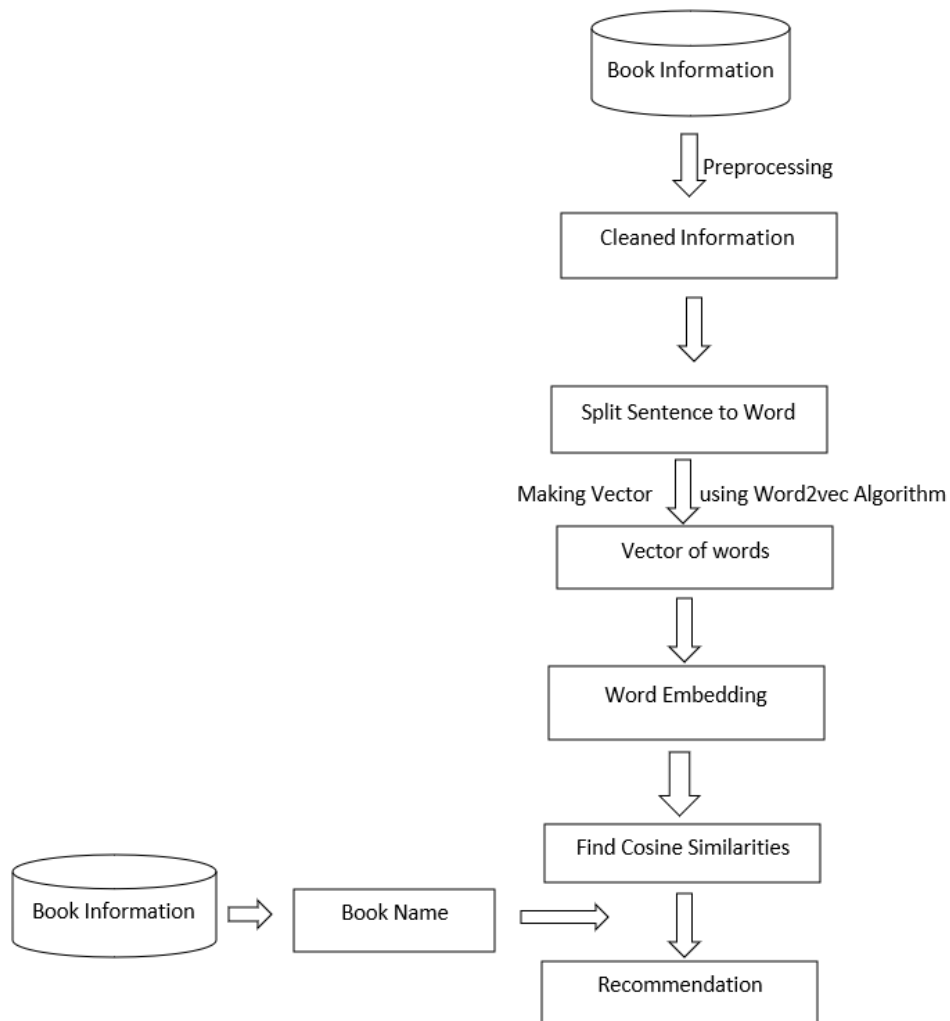 Book Information
Preprocessing
Cleaned Information
Split Sentence to Word
Making Vector using Word2vec Algorithm
Vector of words
Word Embedding
Find Cosine Similarities
Book Information
Book Name
Recommendation